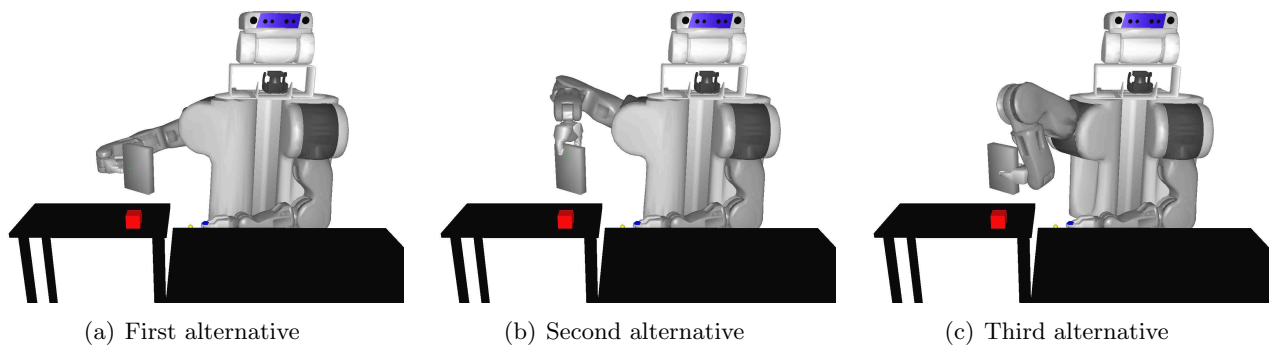 (a) First alternative
(b) Second alternative
(c) Third alternative